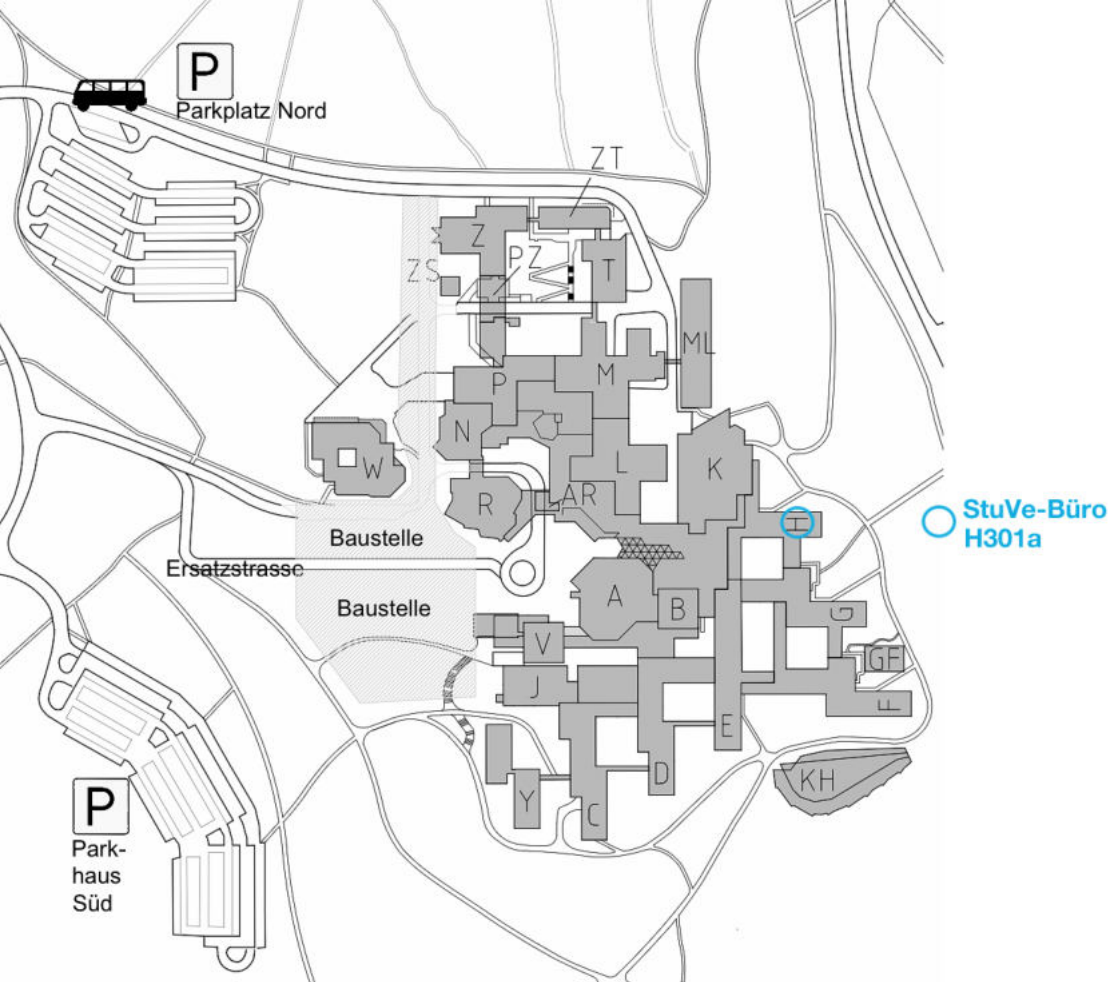 P
Parkplatz Nord
ZT
Z
PZ
ZS
T
ML
P
M
N
W
L
K
R
AR
H
StuVe-Büro
H301a
Baustelle
Ersatzstrasse
A
B
Baustelle
G
V
GF
J
F
E
D
KH
Y
C
P
Park-
haus
Süd